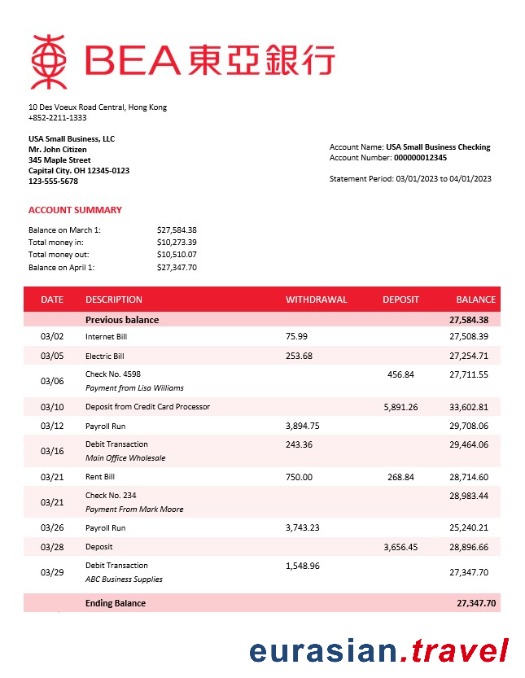 BEA東亞銀行
10 Des Voeux Road Central, Hong Kong
+852-2211-1333
USA Small Business, LLC
Mr. John Citizen
345 Maple Street
Capital City. OH 12345-0123
123-555-5678
Account Name: USA Small Business Checking
Account Number: 000000012345
Statement Period: 03/01/2023 to 04/01/2023
ACCOUNT SUMMARY
Balance on March 1: $27,584.38
Total money in: $10,273.39
Total money out: $10,510.07
Balance on April 1: $27,347.70
DATE DESCRIPTION WITHDRAWAL DEPOSIT BALANCE
Previous balance 27,584.38
03/02 Internet Bill 75.99 27,508.39
03/05 Electric Bill 253.68 27,254.71
03/06 Check No. 4598 456.84 27,711.55
Payment from Lisa Williams
03/10 Deposit from Credit Card Processor 5,891.26 33,602.81
03/12 Payroll Run 3,894.75 29,708.06
03/16 Debit Transaction 243.36 29,464.06
Main Office Wholesale
03/21 Rent Bill 750.00 268.84 28,714.60
03/21 Check No. 234 28,983.44
Payment From Mark Moore
03/26 Payroll Run 3,743.23 25,240.21
03/28 Deposit 3,656.45 28,896.66
03/29 Debit Transaction 1,548.96 27,347.70
ABC Business Supplies
Ending Balance 27,347.70
eurasian.travel